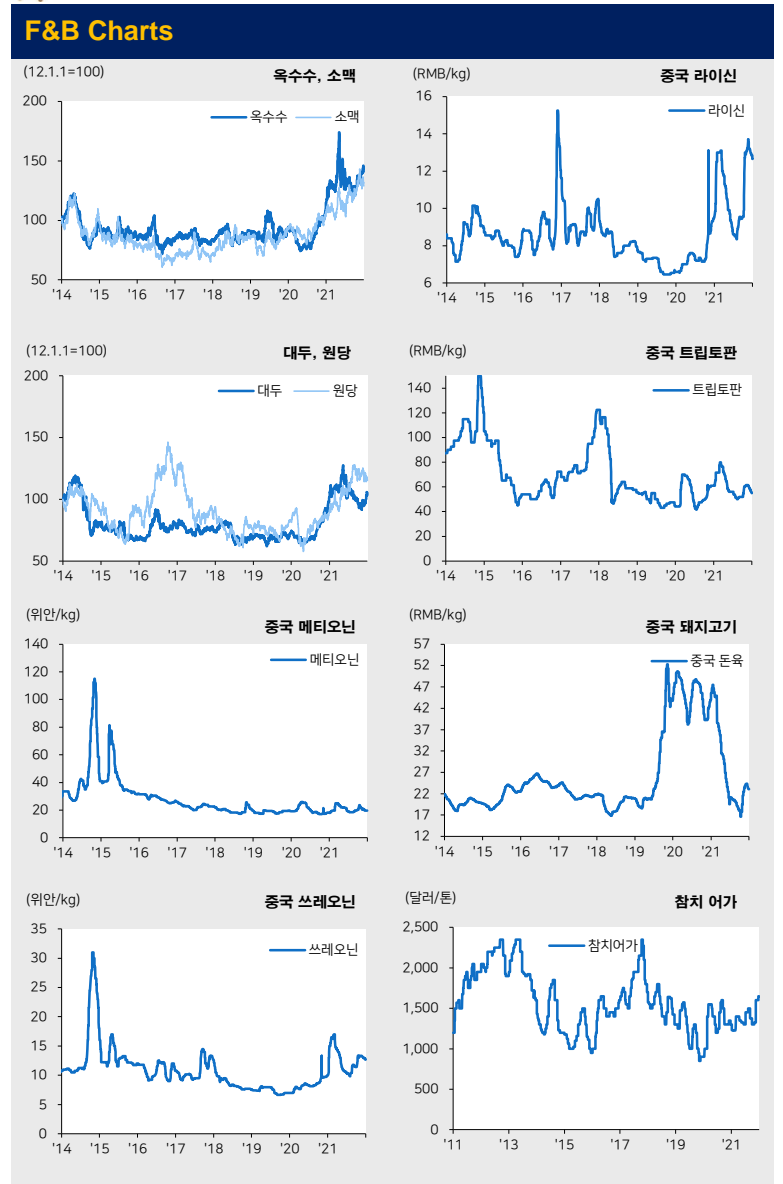 F&B Charts
(12.1.1=100) 옥수수, 소맥
옥수수 소맥
200
150
100
50
'14 '15 '16 '17 '18 '19 '20 '21
(RMB/kg) 중국 라이신
라이신
16
14
12
10
8
6
'14 '15 '16 '17 '18 '19 '20 '21
(12.1.1=100) 대두, 원당
대두 원당
200
150
100
50
'14 '15 '16 '17 '18 '19 '20 '21
(RMB/kg) 중국 트립토판
트립토판
140
120
100
80
60
40
20
0
'14 '15 '16 '17 '18 '19 '20 '21
(위안/kg) 중국 메티오닌
메티오닌
140
120
100
80
60
40
20
0
'14 '15 '16 '17 '18 '19 '20 '21
(RMB/kg) 중국 돼지고기
중국 돈육
57
52
47
42
37
32
27
22
17
12
'14 '15 '16 '17 '18 '19 '20 '21
(위안/kg) 중국 쓰레오닌
쓰레오닌
35
30
25
20
15
10
5
0
'14 '15 '16 '17 '18 '19 '20 '21
(달러/톤) 참치 어가
참치어가
2,500
2,000
1,500
1,000
500
0
'11 '13 '15 '17 '19 '21